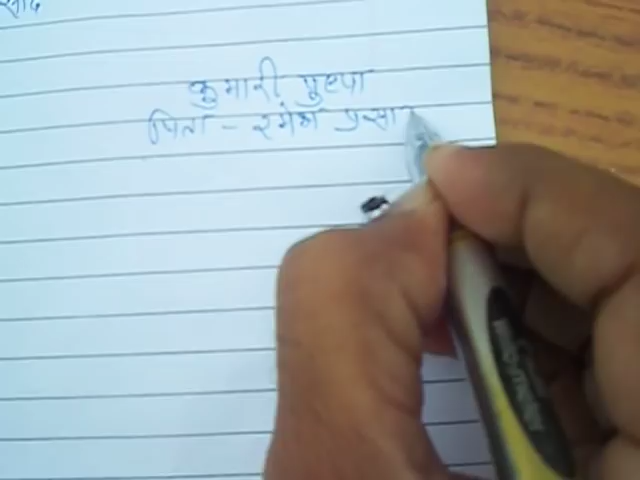 साद
कुमारी पुष्पा
पिता - रमेश प्रसा